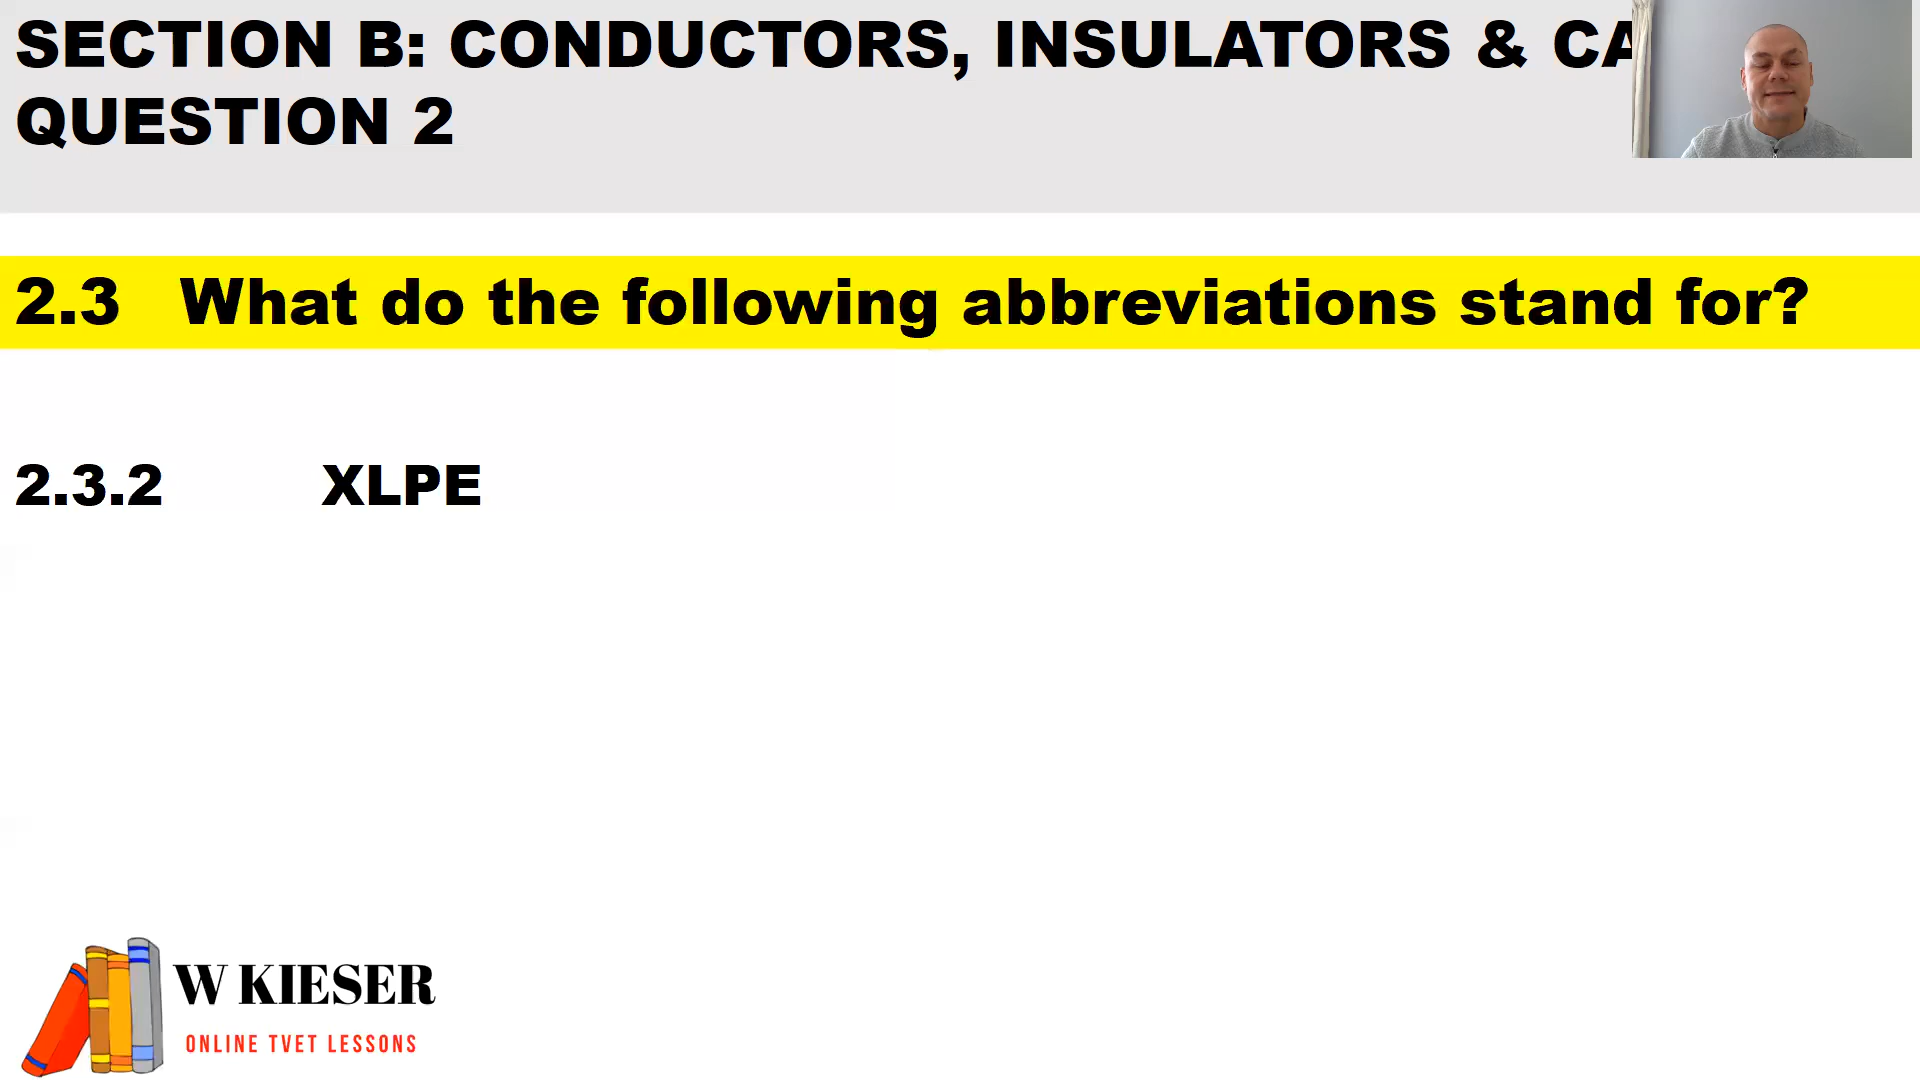 SECTION B: CONDUCTORS, INSULATORS & CA
QUESTION 2
2.3 What do the following abbreviations stand for?
2.3.2 XLPE
W KIESER
ONLINE TVET LESSONS